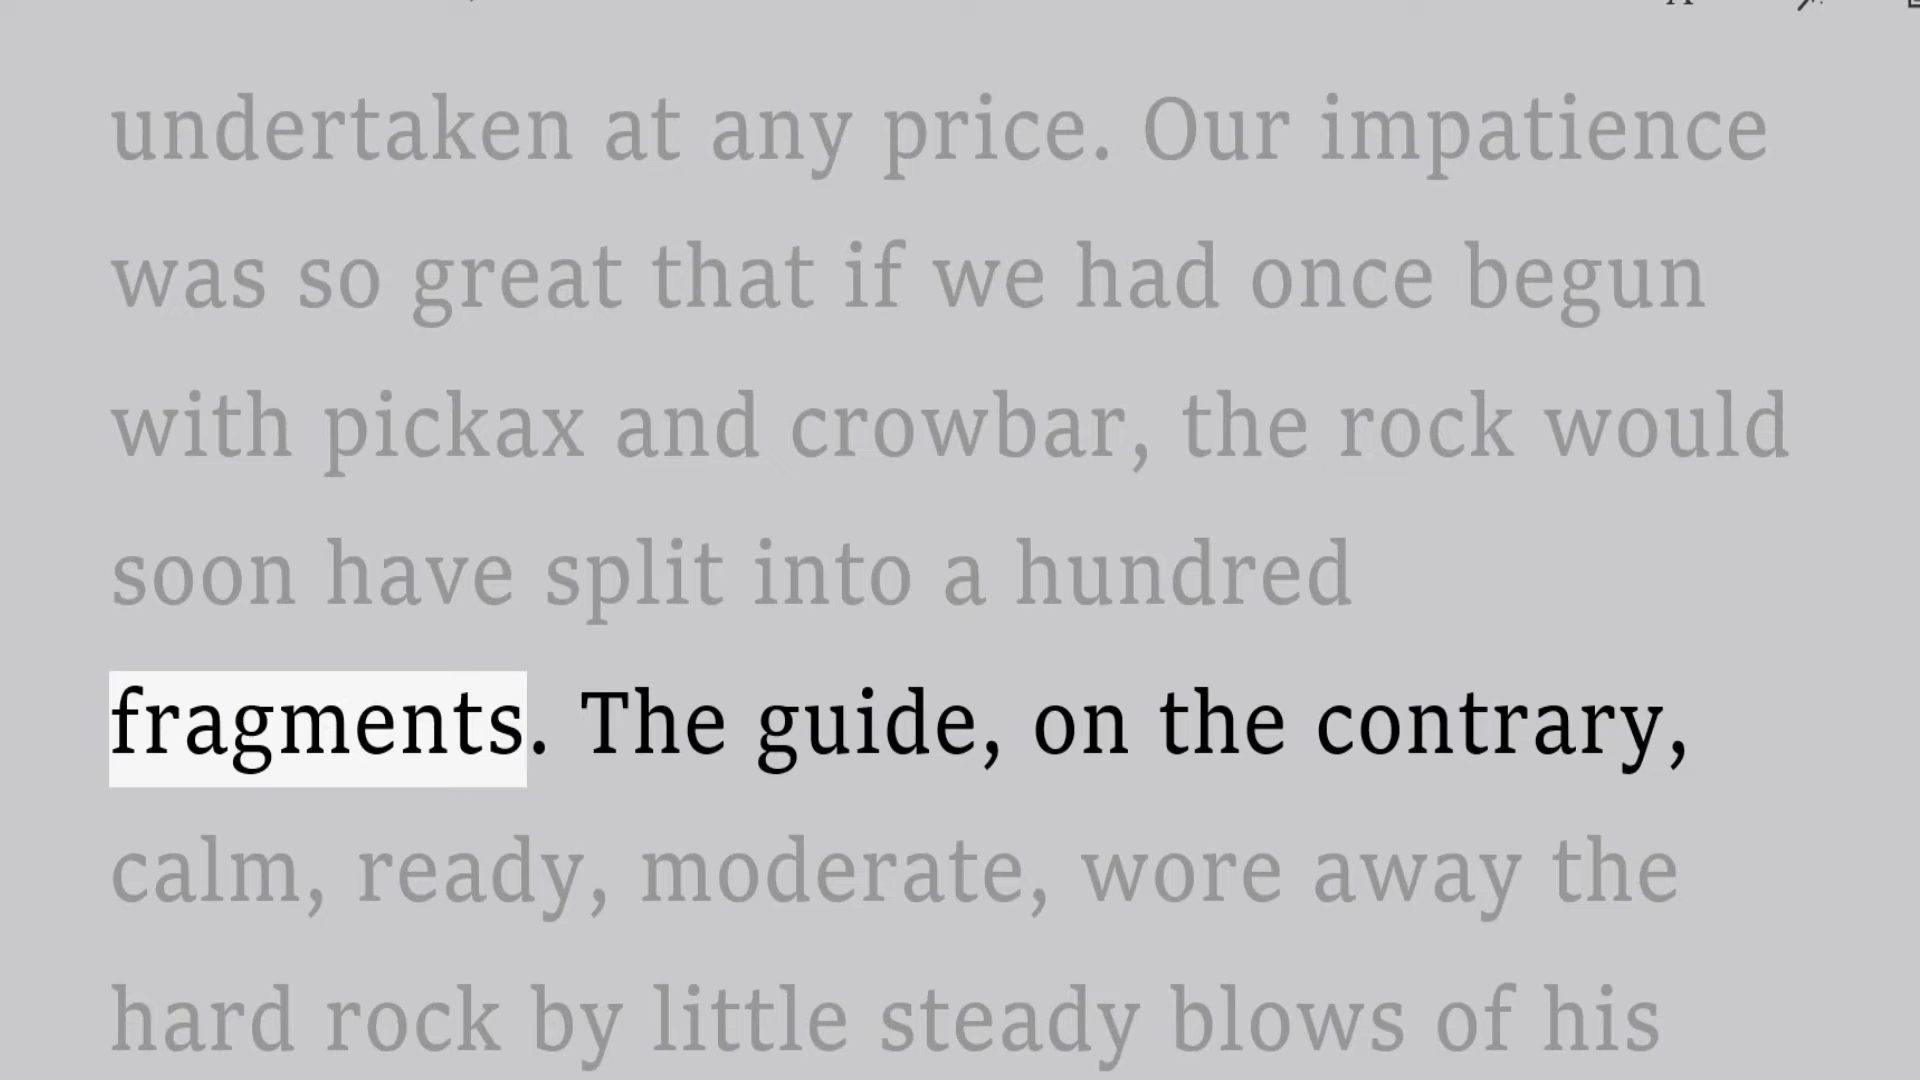 undertaken at any price. Our impatience
was so great that if we had once begun
with pickax and crowbar, the rock would
soon have split into a hundred
fragments. The guide, on the contrary,
calm, ready, moderate, wore away the
hard rock by little steady blows of his